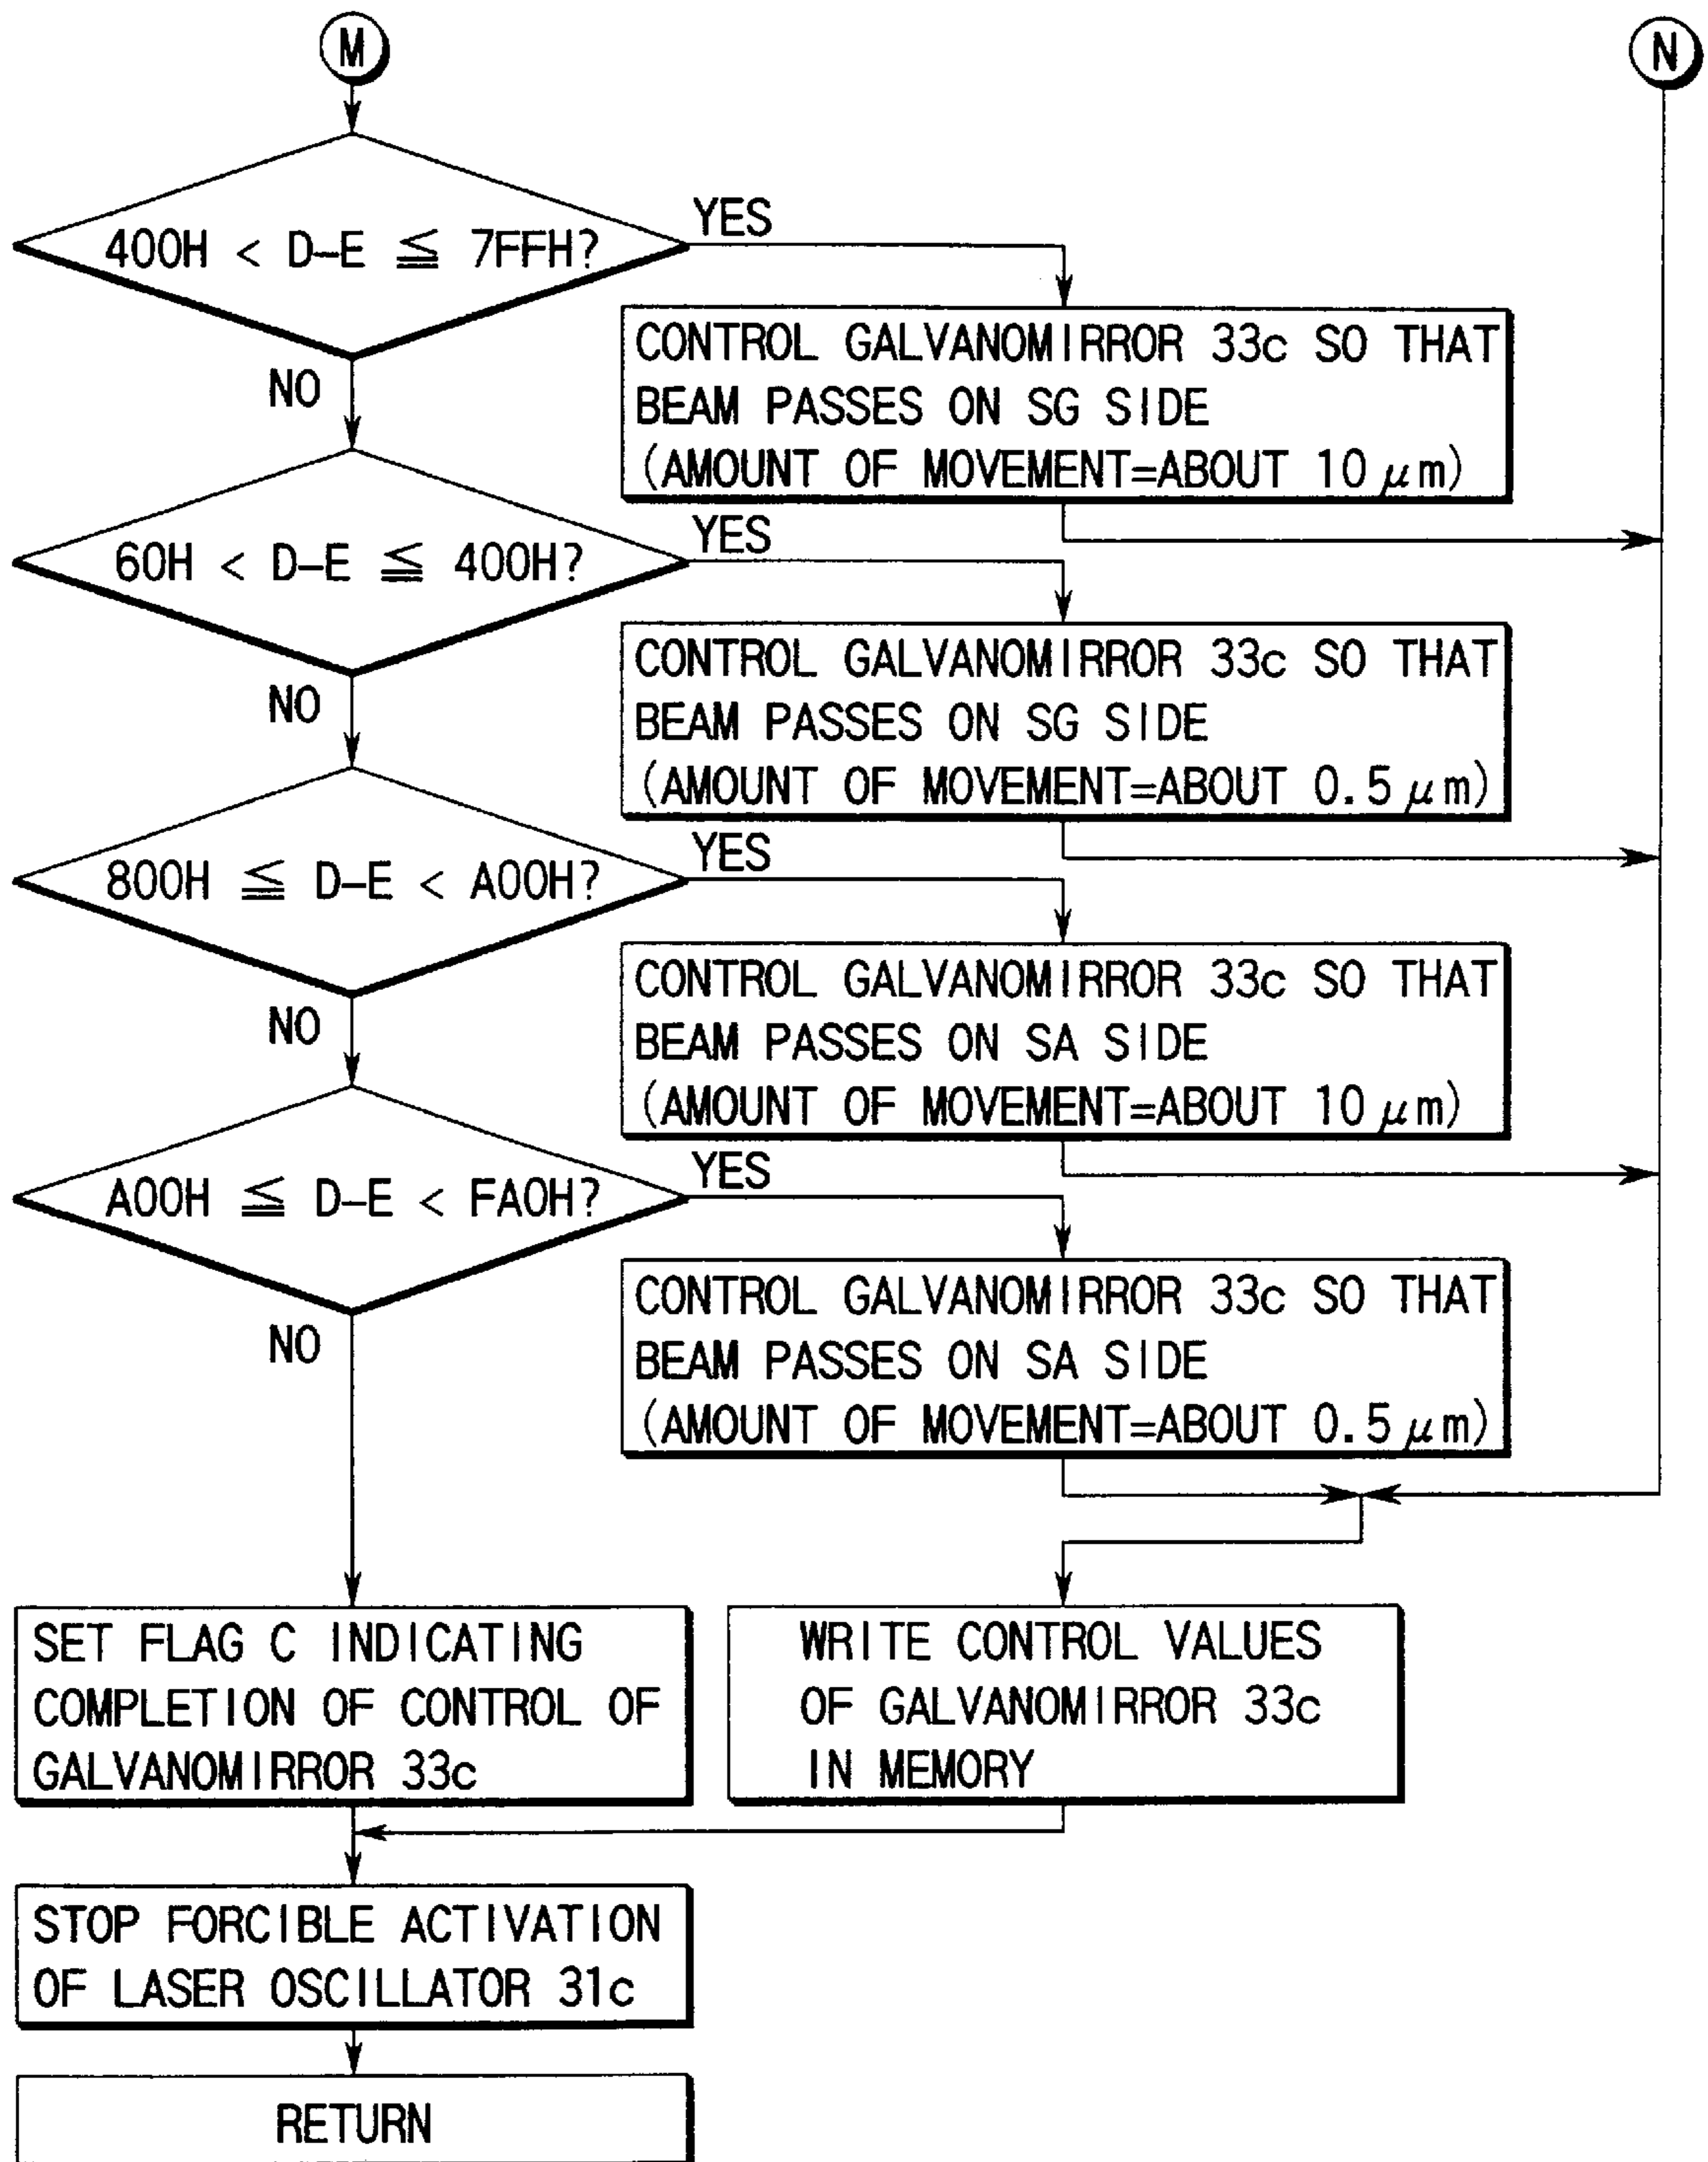 M
N
400H < D-E ≦ 7FFH?
YES
NO
CONTROL GALVANOMIRROR 33c SO THAT
BEAM PASSES ON SG SIDE
(AMOUNT OF MOVEMENT=ABOUT 10 μm)
60H < D-E ≦ 400H?
YES
NO
CONTROL GALVANOMIRROR 33c SO THAT
BEAM PASSES ON SG SIDE
(AMOUNT OF MOVEMENT=ABOUT 0.5 μm)
800H ≦ D-E < A00H?
YES
NO
CONTROL GALVANOMIRROR 33c SO THAT
BEAM PASSES ON SA SIDE
(AMOUNT OF MOVEMENT=ABOUT 10 μm)
A00H ≦ D-E < FA0H?
YES
NO
CONTROL GALVANOMIRROR 33c SO THAT
BEAM PASSES ON SA SIDE
(AMOUNT OF MOVEMENT=ABOUT 0.5 μm)
SET FLAG C INDICATING
COMPLETION OF CONTROL OF
GALVANOMIRROR 33c
WRITE CONTROL VALUES
OF GALVANOMIRROR 33c
IN MEMORY
STOP FORCIBLE ACTIVATION
OF LASER OSCILLATOR 31c
RETURN